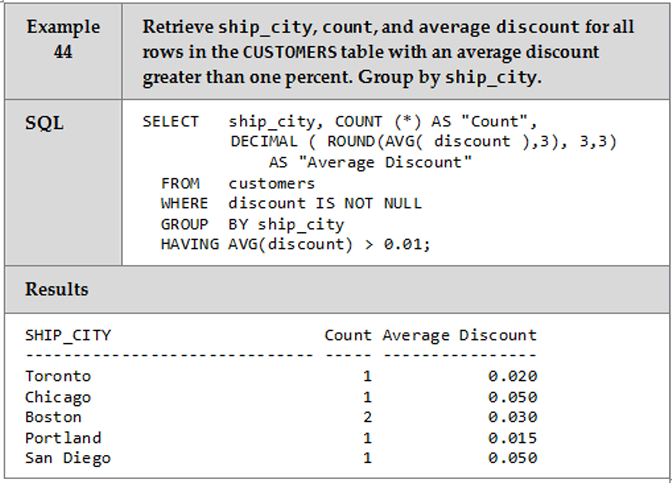 Example 44
Retrieve ship_city, count, and average discount for all
rows in the CUSTOMERS table with an average discount
greater than one percent. Group by ship_city.
SQL
SELECT ship_city, COUNT (*) AS "Count",
DECIMAL ( ROUND(AVG( discount ),3), 3,3)
AS "Average Discount"
FROM customers
WHERE discount IS NOT NULL
GROUP BY ship_city
HAVING AVG(discount) > 0.01;
Results
SHIP_CITY Count Average Discount
------------------------------ ----- ----------------
Toronto 1 0.020
Chicago 1 0.050
Boston 2 0.030
Portland 1 0.015
San Diego 1 0.050